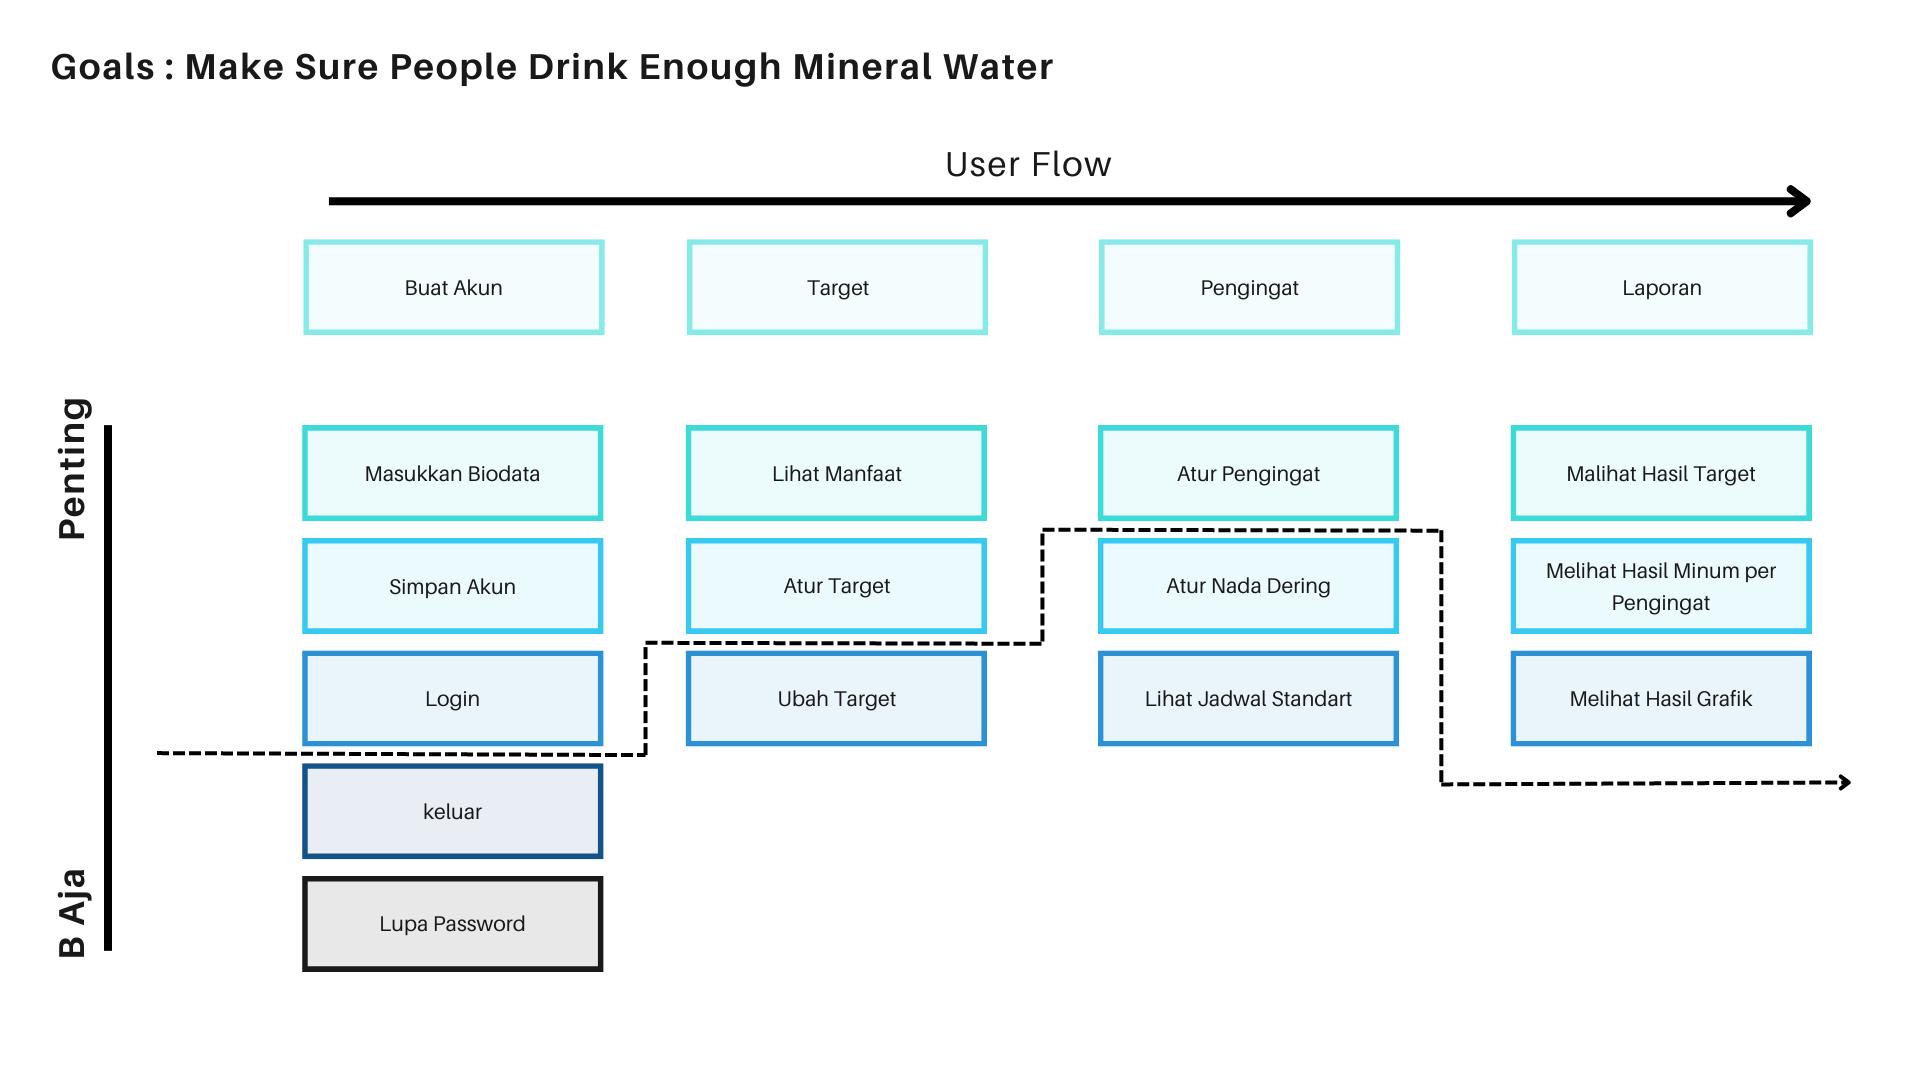 Goals : Make Sure People Drink Enough Mineral Water
User Flow
Buat Akun
Target
Pengingat
Laporan
Penting
Masukkan Biodata
Lihat Manfaat
Atur Pengingat
Malihat Hasil Target
Simpan Akun
Atur Target
Atur Nada Dering
Melihat Hasil Minum per
Pengingat
Login
Ubah Target
Lihat Jadwal Standart
Melihat Hasil Grafik
keluar
B Aja
Lupa Password